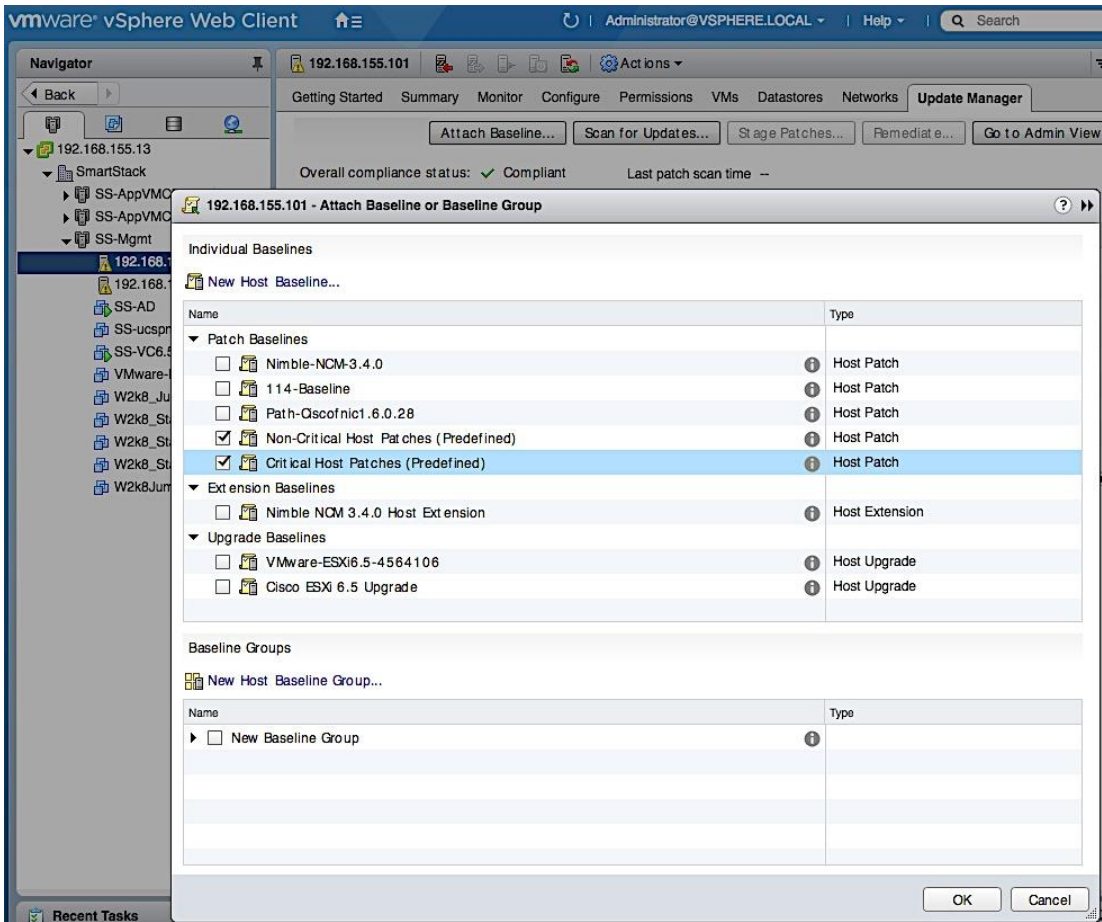 vmware® vSphere Web Client
Administrator@VSPHERE.LOCAL
Help
Search
Navigator
192.168.155.101
Actions
Back
Getting Started Summary Monitor Configure Permissions VMs Datastores Networks Update Manager
Attach Baseline... Scan for Updates... Stage Patches... Remediate... Go to Admin View
192.168.155.13
SmartStack
Overall compliance status: Compliant Last patch scan time --
SS-AppVMC
SS-AppVMC
SS-Mgmt
192.168.1
192.168.1
SS-AD
SS-ucspr
SS-VC6.5
VMware-
W2k8_Ju
W2k8_St
W2k8_St
W2k8_St
W2k8Jum
192.168.155.101 - Attach Baseline or Baseline Group
Individual Baselines
New Host Baseline...
Name Type
Patch Baselines
Nimble-NCM-3.4.0 Host Patch
114-Baseline Host Patch
Path-Ciscofnic1.6.0.28 Host Patch
Non-Critical Host Patches (Predefined) Host Patch
Critical Host Patches (Predefined) Host Patch
Extension Baselines
Nimble NCM 3.4.0 Host Extension Host Extension
Upgrade Baselines
VMware-ESXi6.5-4564106 Host Upgrade
Cisco ESXi 6.5 Upgrade Host Upgrade
Baseline Groups
New Host Baseline Group...
Name Type
New Baseline Group
OK Cancel
Recent Tasks